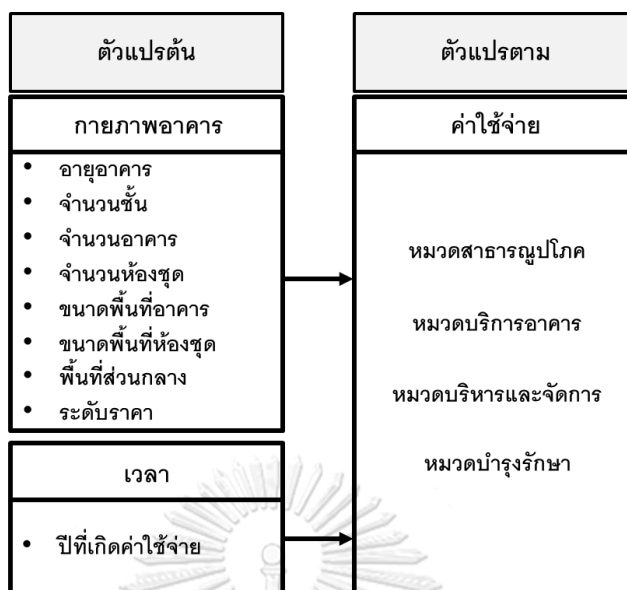 ตัวแปรต้น
กายภาพอาคาร
• อายุอาคาร
• จำนวนชั้น
• จำนวนอาคาร
• จำนวนห้องชุด
• ขนาดพื้นที่อาคาร
• ขนาดพื้นที่ห้องชุด
• พื้นที่ส่วนกลาง
• ระดับราคา
เวลา
• ปีที่เกิดค่าใช้จ่าย
ตัวแปรตาม
ค่าใช้จ่าย
หมวดสาธารณูปโภค
หมวดบริการอาคาร
หมวดบริหารและจัดการ
หมวดบำรุงรักษา